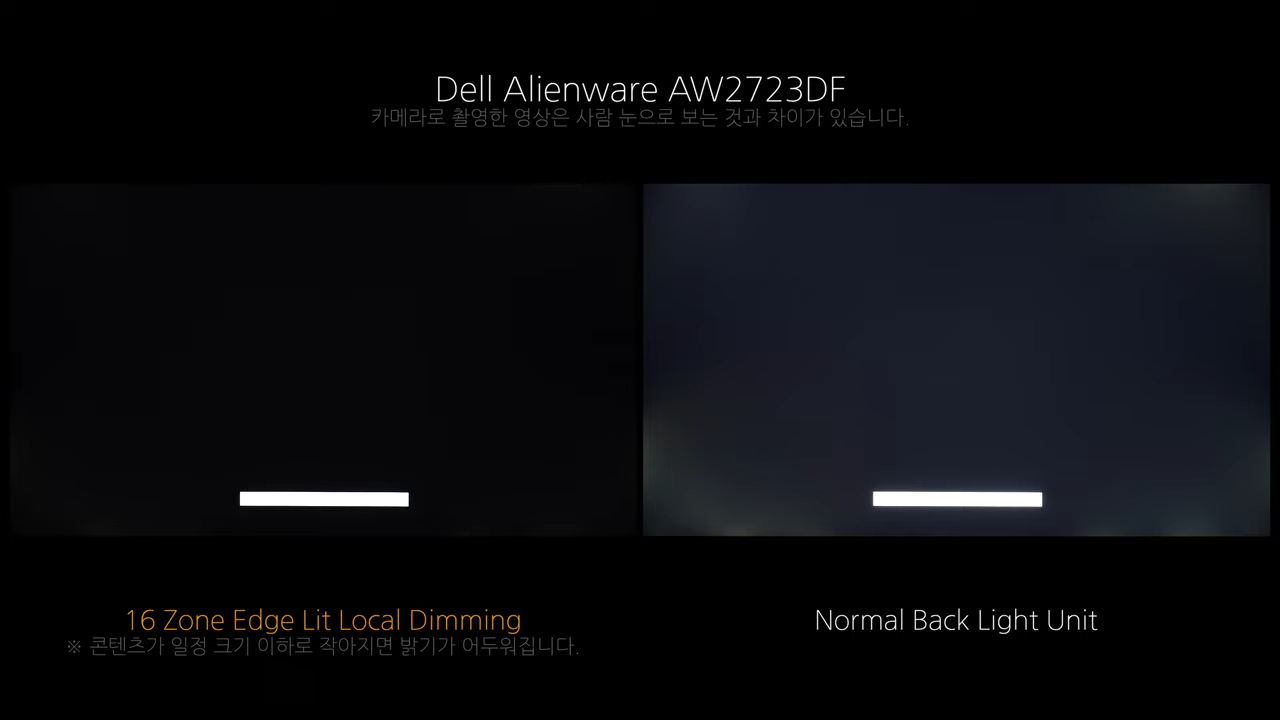 Dell Alienware AW2723DF
카메라로 촬영한 영상은 사람 눈으로 보는 것과 차이가 있습니다.
16 Zone Edge Lit Local Dimming
※ 콘텐츠가 일정 크기 이하로 작아지면 밝기가 어두워집니다.
Normal Back Light Unit